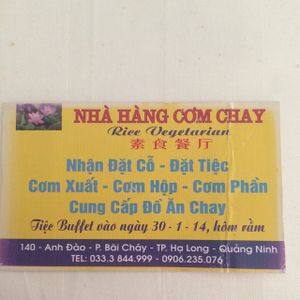 NHÀ HÀNG CƠM CHAY
Rice Vegetarian
素食餐厅
Nhận Đặt Cỗ - Đặt Tiệc
Cơm Xuất - Cơm Hộp - Cơm Phần
Cung Cấp Đồ Ăn Chay
Tiệc Buffet vào ngày 30 - 1 - 14, hôm rằm
140 - Anh Đào - P. Bãi Cháy - TP. Hạ Long - Quảng Ninh
TEL: 033.3 844.999 - 0906.235.076